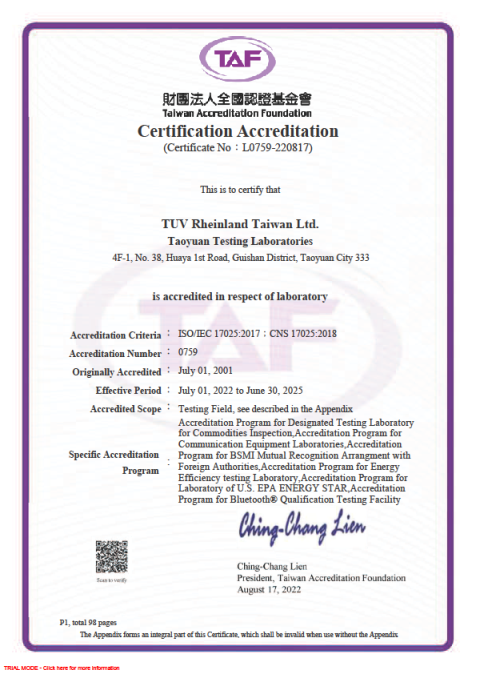 TAF
財團法人全國認證基金會
Taiwan Accreditation Foundation
Certification Accreditation
(Certificate No：L0759-220817)
This is to certify that
TUV Rheinland Taiwan Ltd.
Taoyuan Testing Laboratories
4F-1, No. 38, Huaya 1st Road, Guishan District, Taoyuan City 333
is accredited in respect of laboratory
Accreditation Criteria : ISO/IEC 17025:2017；CNS 17025:2018
Accreditation Number : 0759
Originally Accredited : July 01, 2001
Effective Period : July 01, 2022 to June 30, 2025
Accredited Scope : Testing Field, see described in the Appendix
Specific Accreditation
Program :
Accreditation Program for Designated Testing Laboratory
for Commodities Inspection,Accreditation Program for
Communication Equipment Laboratories,Accreditation
Program for BSMI Mutual Recognition Arrangment with
Foreign Authorities,Accreditation Program for Energy
Efficiency testing Laboratory,Accreditation Program for
Laboratory of U.S. EPA ENERGY STAR,Accreditation
Program for Bluetooth® Qualification Testing Facility
Ching-Chang Lien
Scan to verify
Ching-Chang Lien
President, Taiwan Accreditation Foundation
August 17, 2022
P1, total 98 pages
The Appendix forms an integral part of this Certificate, which shall be invalid when use without the Appendix
TRIAL MODE - Click here for more information